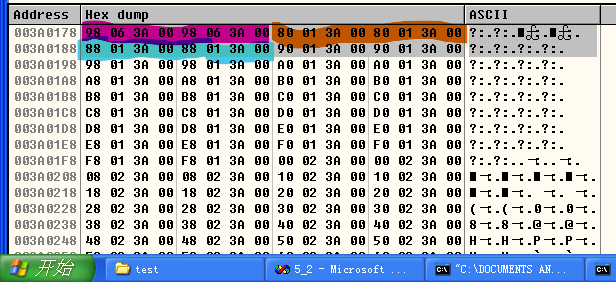 Address Hex dump ASCII
003A0178 98 06 3A 00 98 06 3A 00 80 01 3A 00 80 01 3A 00
003A0188 88 01 3A 00 88 01 3A 00 90 01 3A 00 90 01 3A 00 ?:.?:.?:.?:.
003A0198 98 01 3A 00 98 01 3A 00 A0 01 3A 00 A0 01 3A 00 ?:.?:.?:.?:.
003A01A8 A8 01 3A 00 A8 01 3A 00 B0 01 3A 00 B0 01 3A 00 ?:.?:.?:.?:.
003A01B8 B8 01 3A 00 B8 01 3A 00 C0 01 3A 00 C0 01 3A 00 ?:.?:.?:.?:.
003A01C8 C8 01 3A 00 C8 01 3A 00 D0 01 3A 00 D0 01 3A 00 ?:.?:.?:.?:.
003A01D8 D8 01 3A 00 D8 01 3A 00 E0 01 3A 00 E0 01 3A 00 ?:.?:.?:.?:.
003A01E8 E8 01 3A 00 E8 01 3A 00 F0 01 3A 00 F0 01 3A 00 ?:.?:.?:.?:.
003A01F8 F8 01 3A 00 F8 01 3A 00 00 02 3A 00 00 02 3A 00
003A0208 08 02 3A 00 08 02 3A 00 10 02 3A 00 10 02 3A 00
003A0218 18 02 3A 00 18 02 3A 00 20 02 3A 00 20 02 3A 00
003A0228 28 02 3A 00 28 02 3A 00 30 02 3A 00 30 02 3A 00
003A0238 38 02 3A 00 38 02 3A 00 40 02 3A 00 40 02 3A 00
003A0248 48 02 3A 00 48 02 3A 00 50 02 3A 00 50 02 3A 00
开始 test 5_2 - Microsoft ... "C:\DOCUMENTS AN...